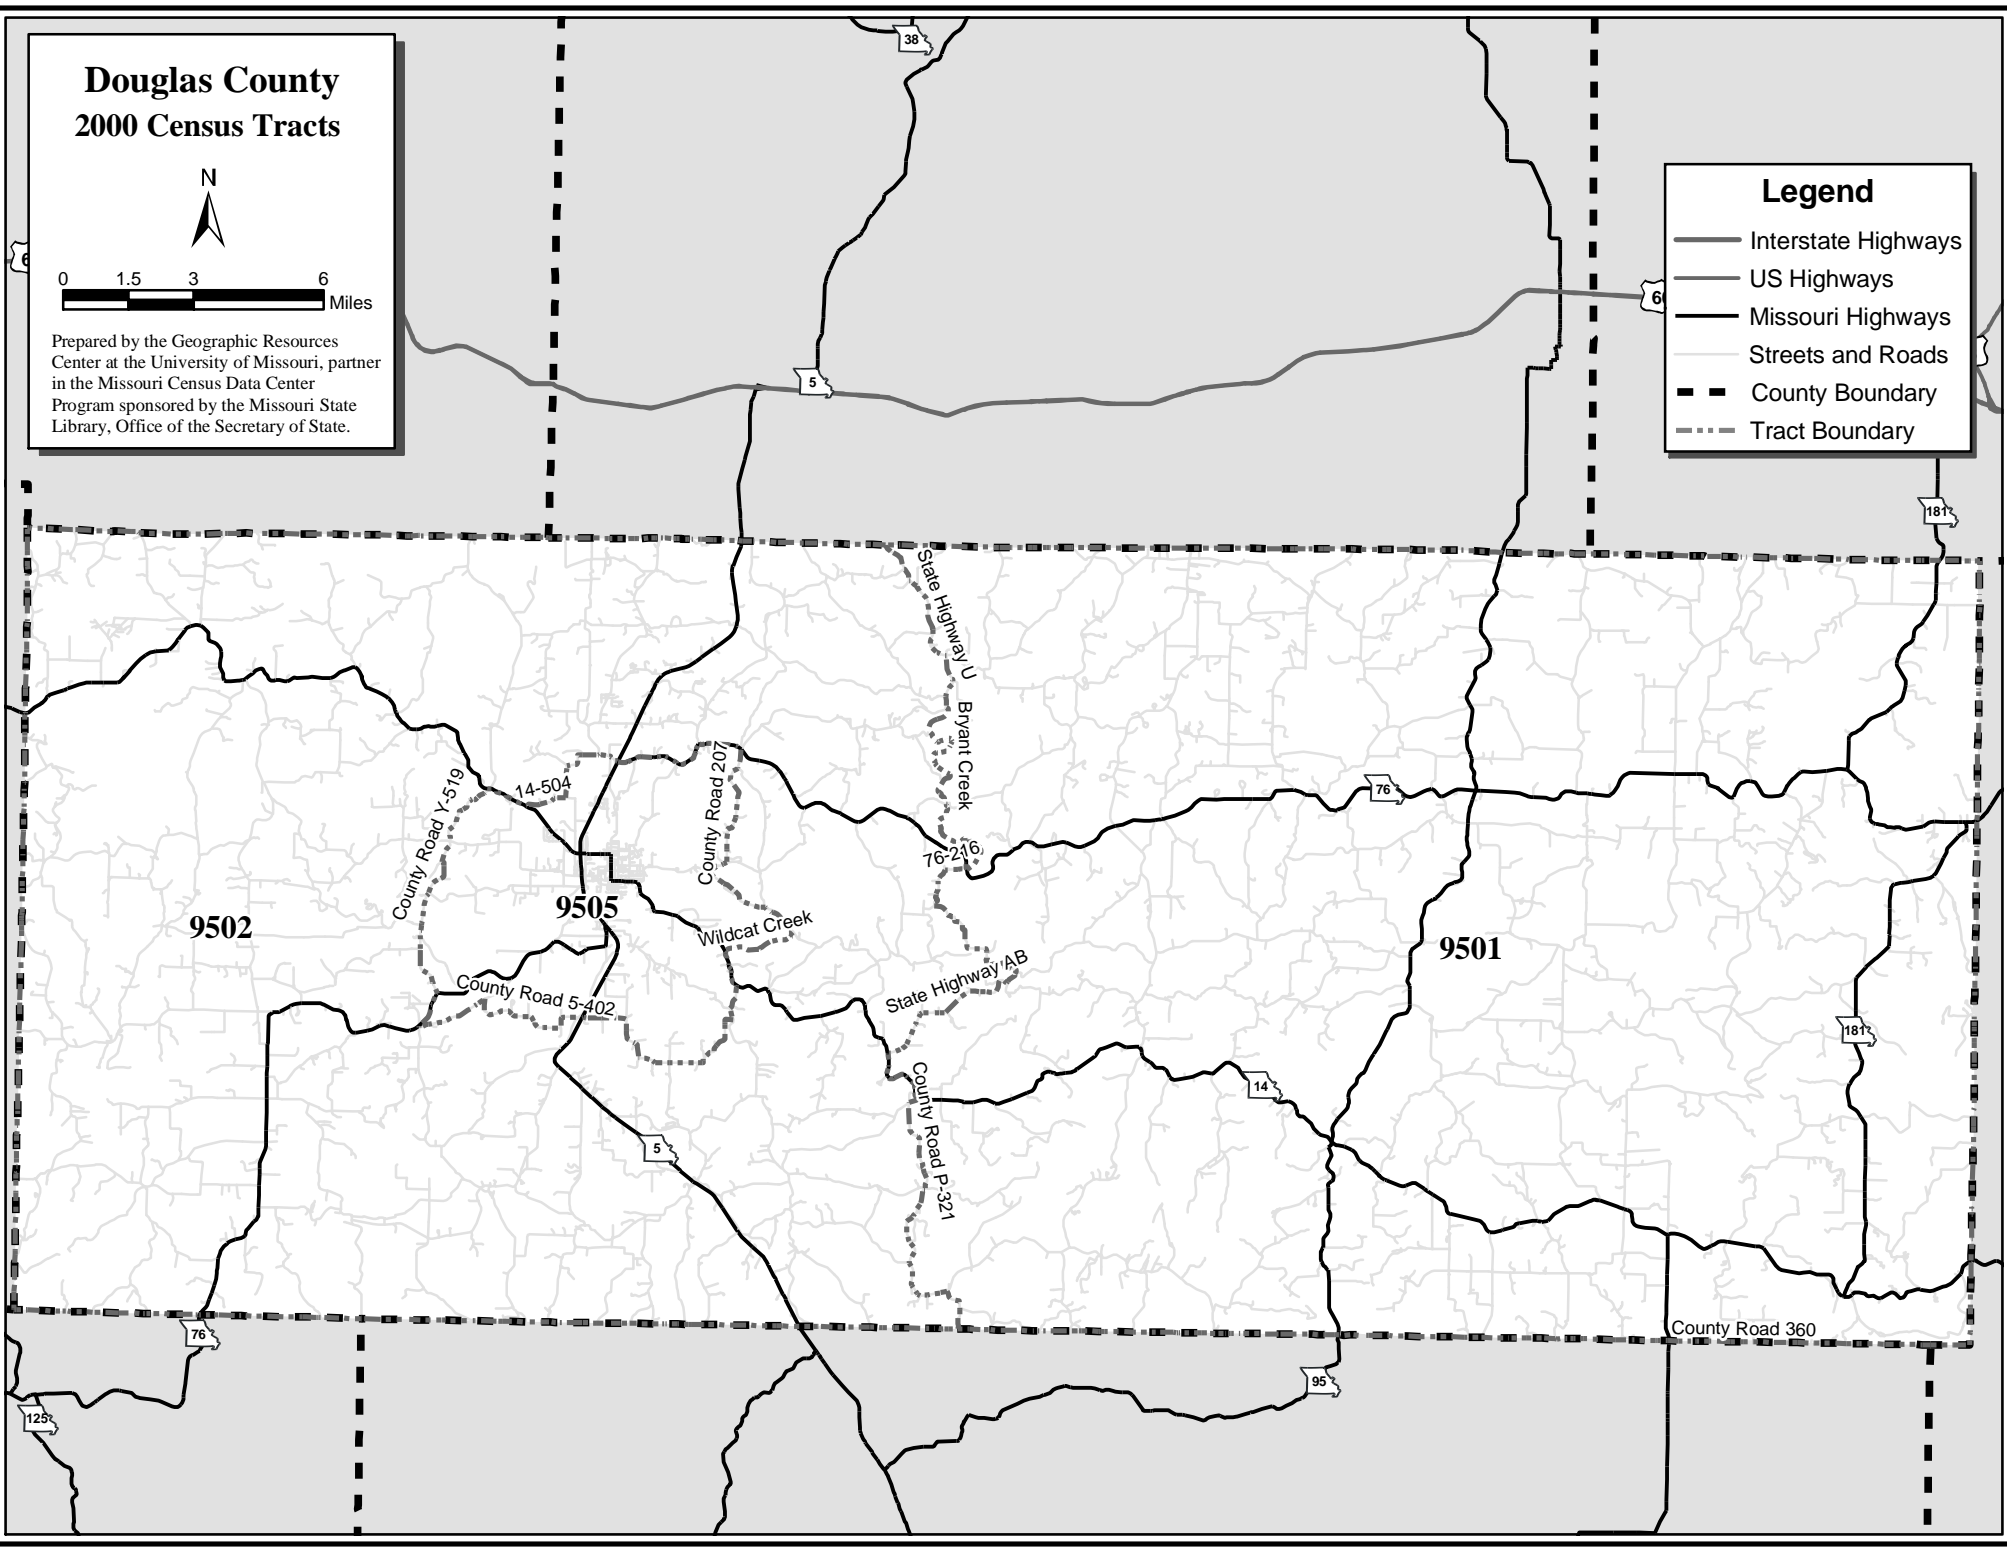 Douglas County
2000 Census Tracts
N
0 1.5 3 6
Miles
Prepared by the Geographic Resources
Center at the University of Missouri, partner
in the Missouri Census Data Center
Program sponsored by the Missouri State
Library, Office of the Secretary of State.
38
Legend
Interstate Highways
US Highways
Missouri Highways
Streets and Roads
County Boundary
Tract Boundary
5
181
State Highway U
Bryant Creek
County Road 207
County Road Y-519
14-504
76
76-216
9502
9505
Wildcat Creek
9501
State Highway AB
County Road 5-402
181
14
County Road P-321
5
County Road 360
76
95
125